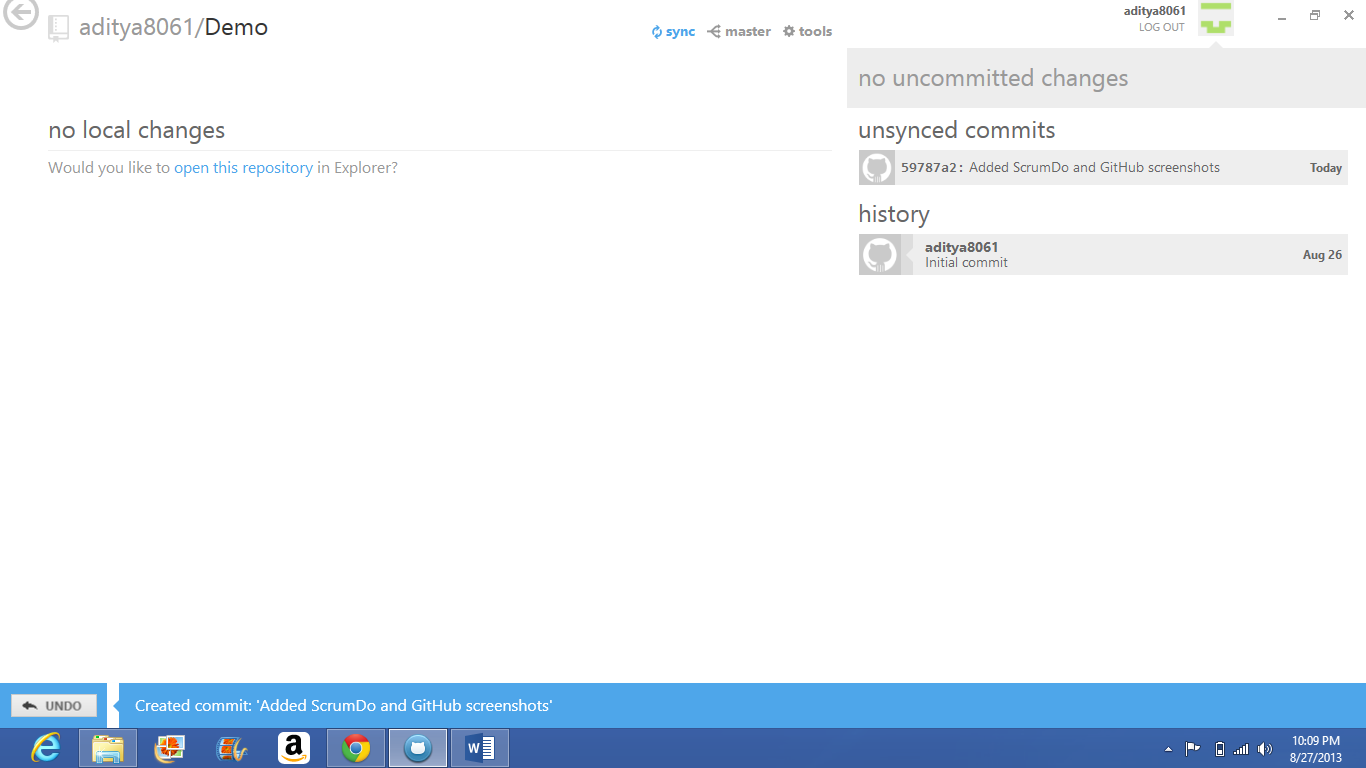 aditya8061/Demo
sync master tools
aditya8061
LOG OUT
no local changes
Would you like to open this repository in Explorer?
no uncommitted changes
unsynced commits
59787a2: Added ScrumDo and GitHub screenshots Today
history
aditya8061
Initial commit
Aug 26
UNDO
Created commit: 'Added ScrumDo and GitHub screenshots'
10:09 PM
8/27/2013